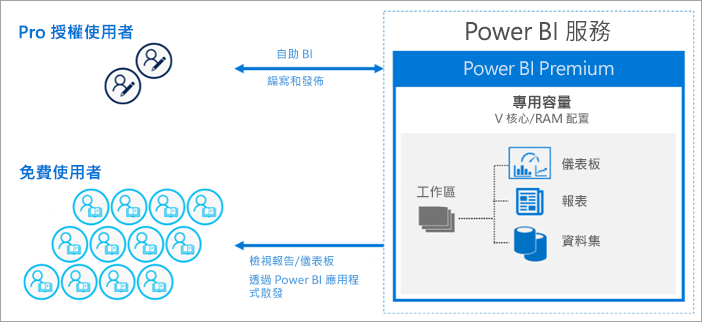 Pro 授權使用者
自助 BI
編寫和發佈
免費使用者
檢視報告/儀表板
透過 Power BI 應用程
式散發
Power BI 服務
Power BI Premium
專用容量
V 核心/RAM 配置
工作區
儀表板
報表
資料集